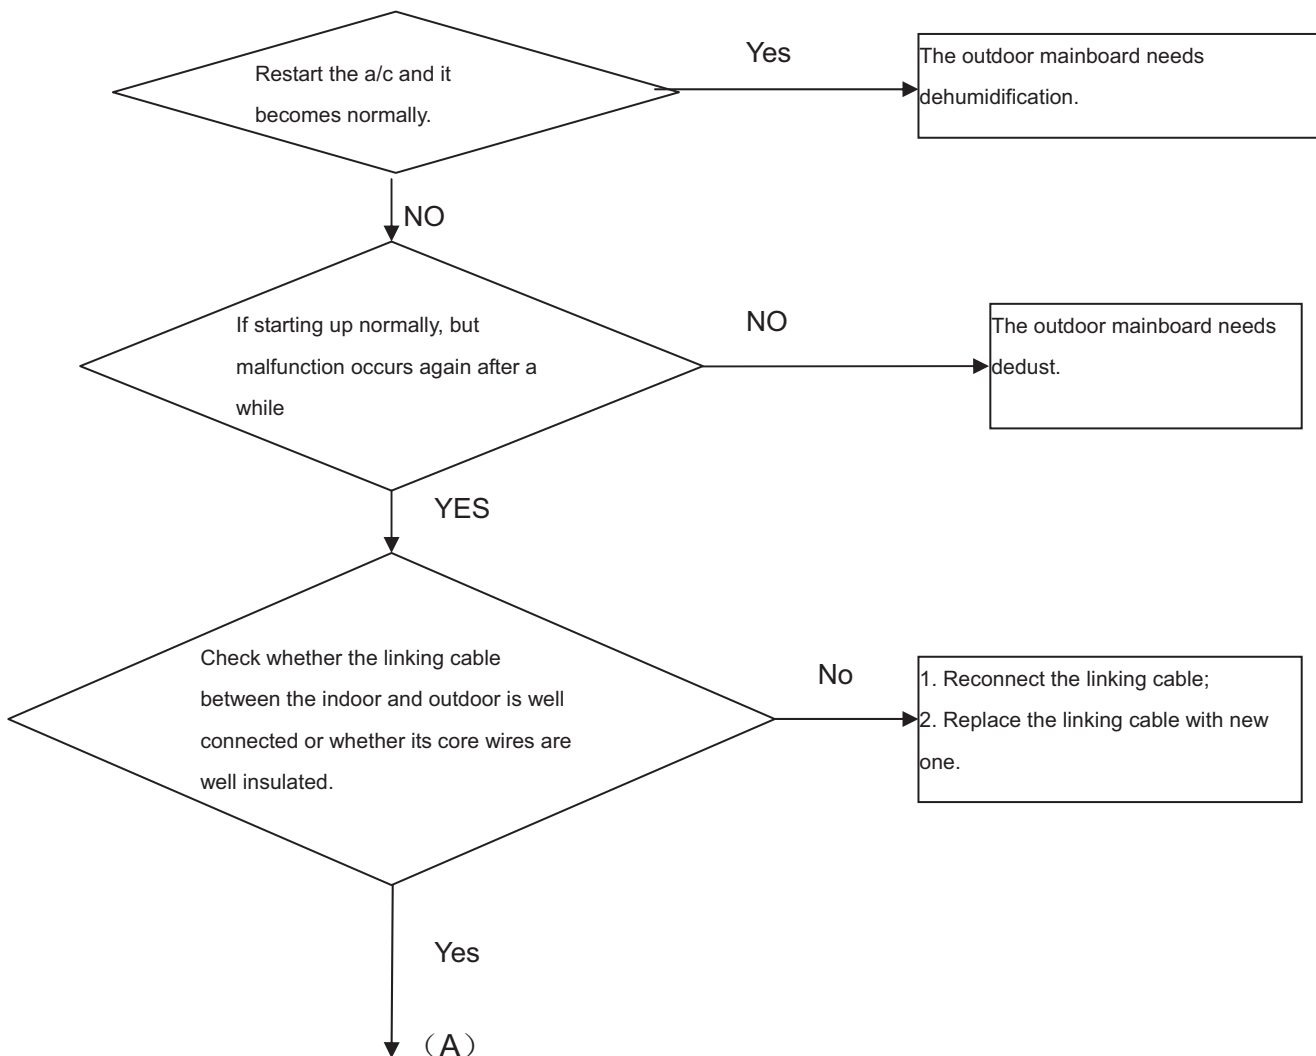 Restart the a/c and it
becomes normally.
Yes
The outdoor mainboard needs
dehumidification.
NO
If starting up normally, but
malfunction occurs again after a
while
NO
The outdoor mainboard needs
dedust.
YES
Check whether the linking cable
between the indoor and outdoor is well
connected or whether its core wires are
well insulated.
No
1. Reconnect the linking cable;
2. Replace the linking cable with new
one.
Yes
（A）